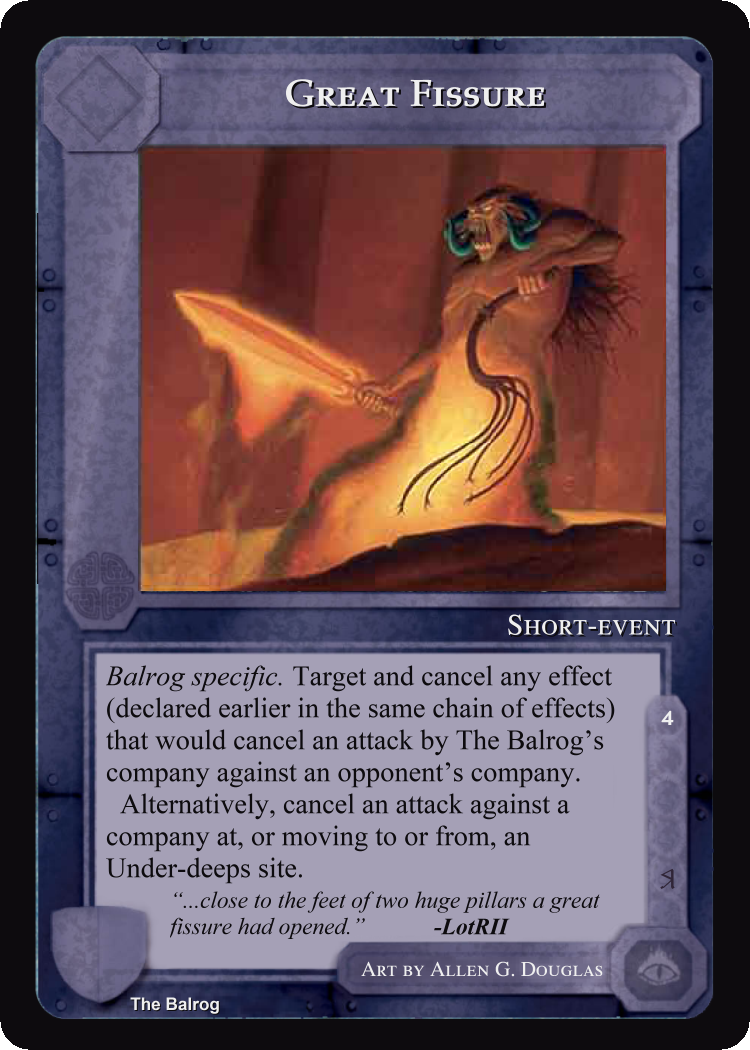 Great Fissure
Short-event
Balrog specific. Target and cancel any effect
(declared earlier in the same chain of effects)
that would cancel an attack by The Balrog's
company against an opponent's company.
Alternatively, cancel an attack against a
company at, or moving to or from, an
Under-deeps site.
4
"...close to the feet of two huge pillars a great
fissure had opened." -LotRII
Art by Allen G. Douglas
The Balrog